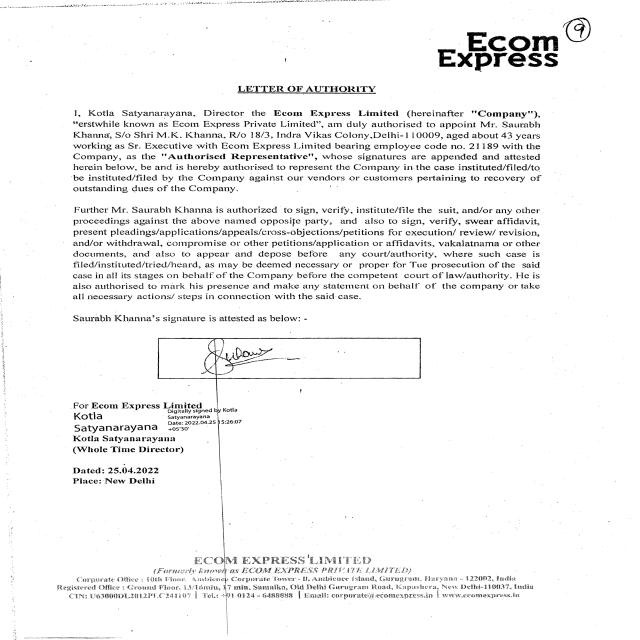 9
Ecom
Express
LETTER OF AUTHORITY
I, Kotla Satyanarayana, Director the Ecom Express Limited (hereinafter "Company"),
"erstwhile known as Ecom Express Private Limited", am duly authorised to appoint Mr. Saurabh
Khanna, S/o Shri M.K. Khanna, R/o 18/3, Indra Vikas Colony,Delhi-110009, aged about 43 years
working as Sr. Executive with Ecom Express Limited bearing employee code no. 21189 with the
Company, as the "Authorised Representative", whose signatures are appended and attested
herein below, be and is hereby authorised to represent the Company in the case instituted/filed/to
be instituted/filed by the Company against our vendors or customers pertaining to recovery of
outstanding dues of the Company.
Further Mr. Saurabh Khanna is authorized to sign, verify, institute/file the suit, and/or any other
proceedings against the above named opposite party, and also to sign, verify, swear affidavit,
present pleadings/applications/appeals/cross-objections/petitions for execution/ review/ revision,
and/or withdrawal, compromise or other petitions/application or affidavits, vakalatnama or other
documents, and also to appear and depose before any court/authority, where such case is
filed/instituted/tried/heard, as may be deemed necessary or proper for Tue prosecution of the said
case in all its stages on behalf of the Company before the competent court of law/authority. He is
also authorised to mark his presence and make any statement on behalf of the company or take
all necessary actions/ steps in connection with the said case.
Saurabh Khanna's signature is attested as below: -
For Ecom Express Limited
Kotla
Satyanarayana
Digitally signed by Kotla
Satyanarayana
Date: 2022.04.25 15:26:07
+05'30'
Kotla Satyanarayana
(Whole Time Director)
Dated: 25.04.2022
Place: New Delhi
ECOM EXPRESS LIMITED
(Formerly known as ECOM EXPRESS PRIVATE LIMITED)
Corporate Office : 10th Floor, Ambience Corporate Tower - II, Ambience Island, Gurugram, Haryana - 122002, India
Registered Office : Ground Floor, 13/16min, 17 min, Samalka, Old Delhi Gurugram Road, Kapashera, New Delhi-110037, India
CIN: U63000DL2012PLC241107 | Tel.: +91 0124 - 6488888 | Email: corporate@ecomexpress.in | www.ecomexpress.in